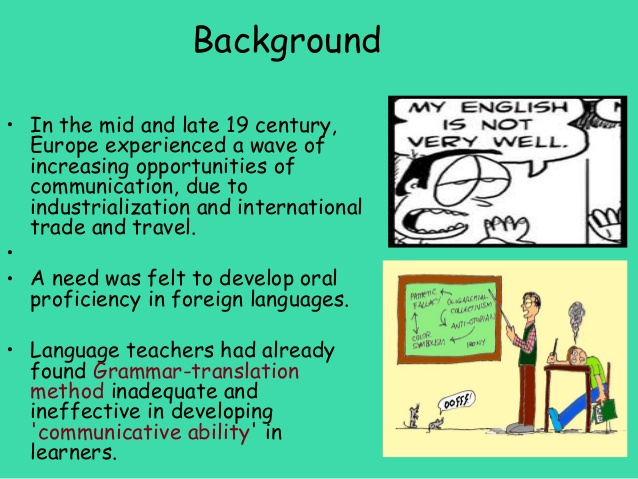 Background
• In the mid and late 19 century,
Europe experienced a wave of
increasing opportunities of
communication, due to
industrialization and international
trade and travel.
•
• A need was felt to develop oral
proficiency in foreign languages.
• Language teachers had already
found Grammar-translation
method inadequate and
ineffective in developing
'communicative ability' in
learners.
MY ENGLISH
IS NOT
VERY WELL.
PATHETIC
FALLACY
OLIGARCHIAL
COLLECTIVISM
ANTI-UTOPIAN
COLOR
SYMBOLISM
IRONY
OOFFF!